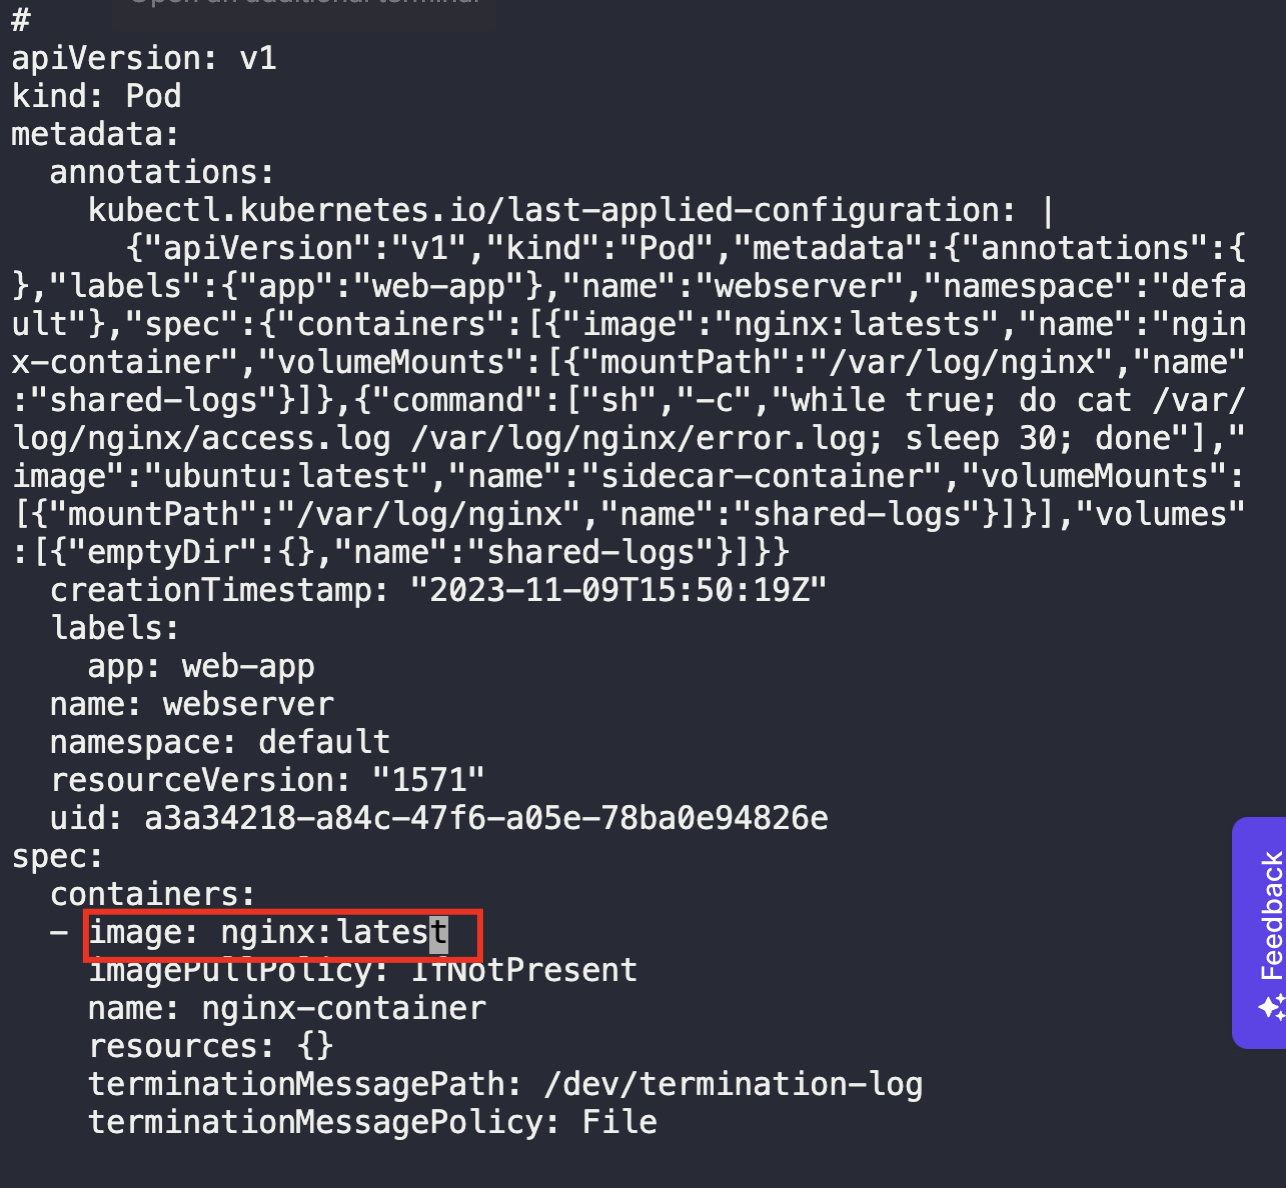 #
apiVersion: v1
kind: Pod
metadata:
  annotations:
    kubectl.kubernetes.io/last-applied-configuration: |
      {"apiVersion":"v1","kind":"Pod","metadata":{"annotations":{
},"labels":{"app":"web-app"},"name":"webserver","namespace":"defa
ult"},"spec":{"containers":[{"image":"nginx:latests","name":"ngin
x-container","volumeMounts":[{"mountPath":"/var/log/nginx","name"
:"shared-logs"}]},{"command":["sh","-c","while true; do cat /var/
log/nginx/access.log /var/log/nginx/error.log; sleep 30; done"],"
image":"ubuntu:latest","name":"sidecar-container","volumeMounts":
[{"mountPath":"/var/log/nginx","name":"shared-logs"}]}],"volumes"
:[{"emptyDir":{},"name":"shared-logs"}]}}
  creationTimestamp: "2023-11-09T15:50:19Z"
  labels:
    app: web-app
  name: webserver
  namespace: default
  resourceVersion: "1571"
  uid: a3a34218-a84c-47f6-a05e-78ba0e94826e
spec:
  containers:
  - image: nginx:latest
    imagePullPolicy: IfNotPresent
    name: nginx-container
    resources: {}
    terminationMessagePath: /dev/termination-log
    terminationMessagePolicy: File
Feedback